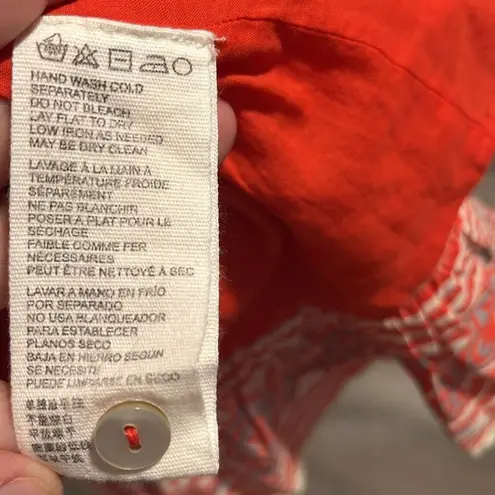 HAND WASH COLD
SEPARATELY
DO NOT BLEACH
LAY FLAT TO DRY
LOW IRON AS NEEDED
MAY BE DRY CLEAN
LAVAGE À LA MAIN A
TEMPÉRATURE FROIDE
SÉPAREMENT
NE PAS BLANCHIR
POSER A PLAT POUR LE
SÉCHAGE
FAIBLE COMME FER
NÉCESSAIRES
PEUT ÊTRE NETTOYÉ À SEC
LAVAR A MANO EN FRÍO
POR SEPARADO
NO USA BLANQUEADOR
PARA ESTABLECER
PLANOS SECO
BAJA EN HIERRO SEGUN
SE NECESITE
PUEDE LIMPIARSE EN SECO